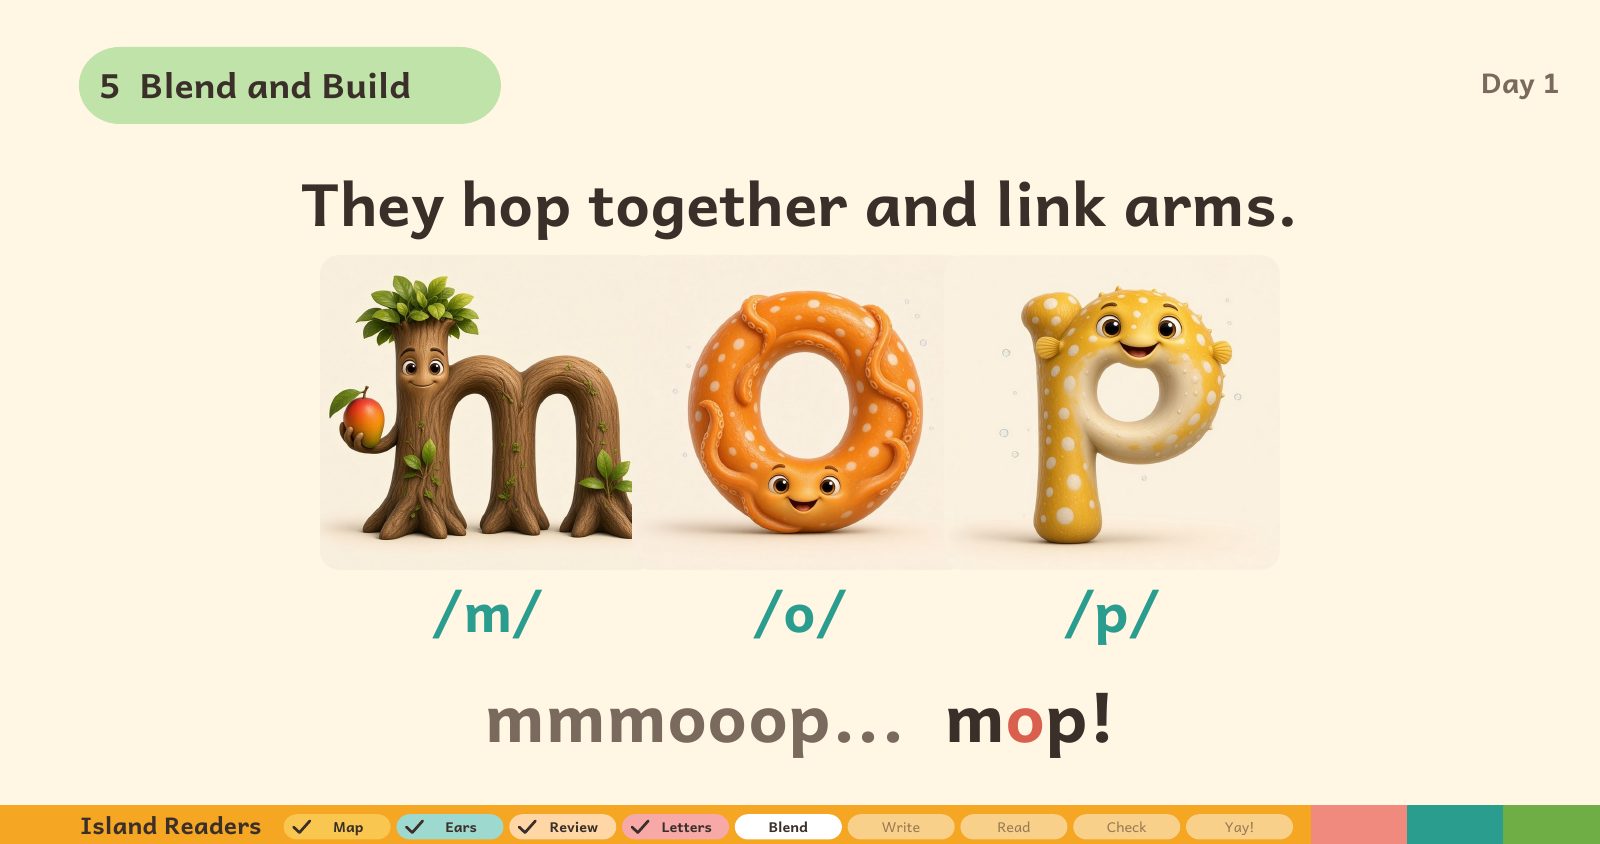 5 Blend and Build
Day 1
They hop together and link arms.
/m/ /o/ /p/
mmmooop... mop!
Island Readers Map Ears Review Letters Blend Write Read Check Yay!